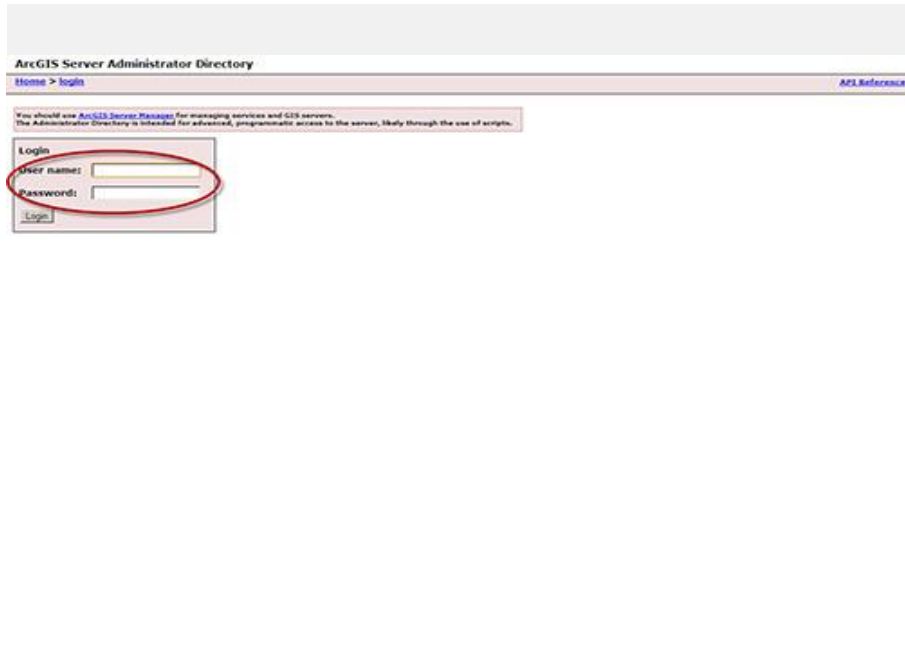 ArcGIS Server Administrator Directory
Home > login
API Reference
You should use ArcGIS Server Manager for managing services and GIS servers.
The Administrator Directory is intended for advanced, programmatic access to the server, likely through the use of scripts.
Login
User name:
Password:
Login